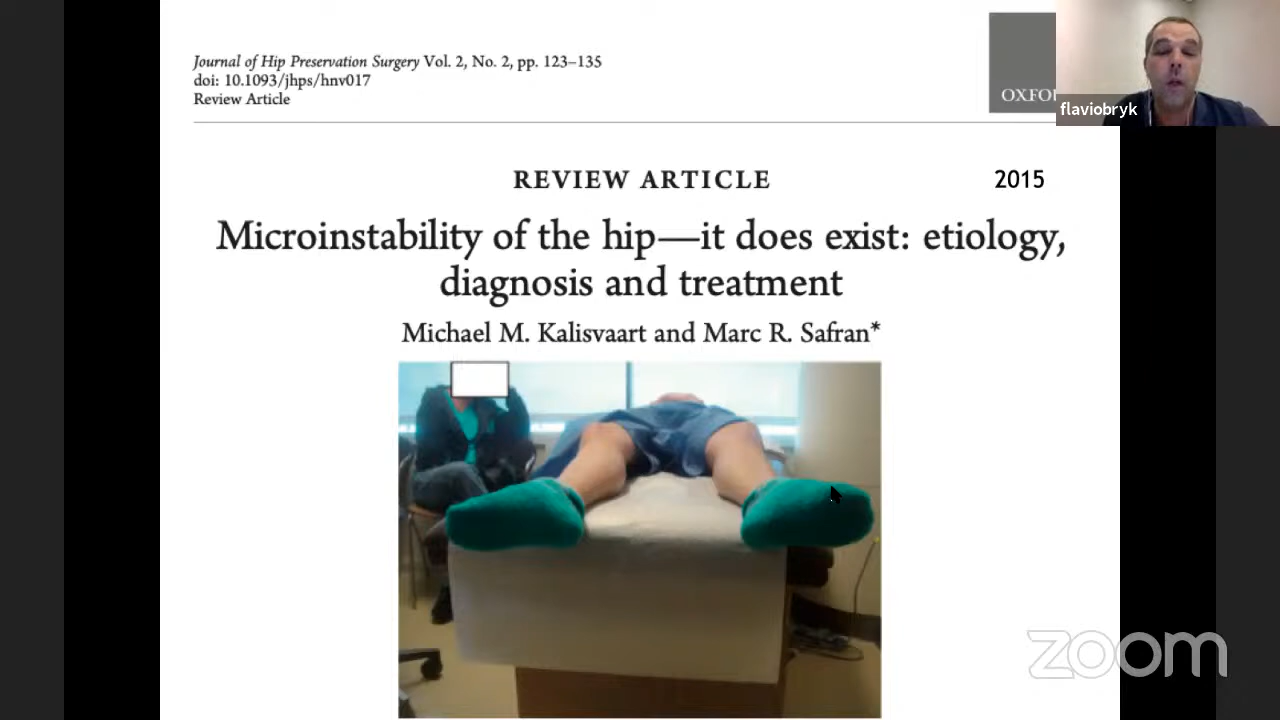 Journal of Hip Preservation Surgery Vol. 2, No. 2, pp. 123–135
doi: 10.1093/jhps/hnv017
Review Article
OXFO
flaviobryk
REVIEW ARTICLE
2015
Microinstability of the hip—it does exist: etiology,
diagnosis and treatment
Michael M. Kalisvaart and Marc R. Safran*
zoom